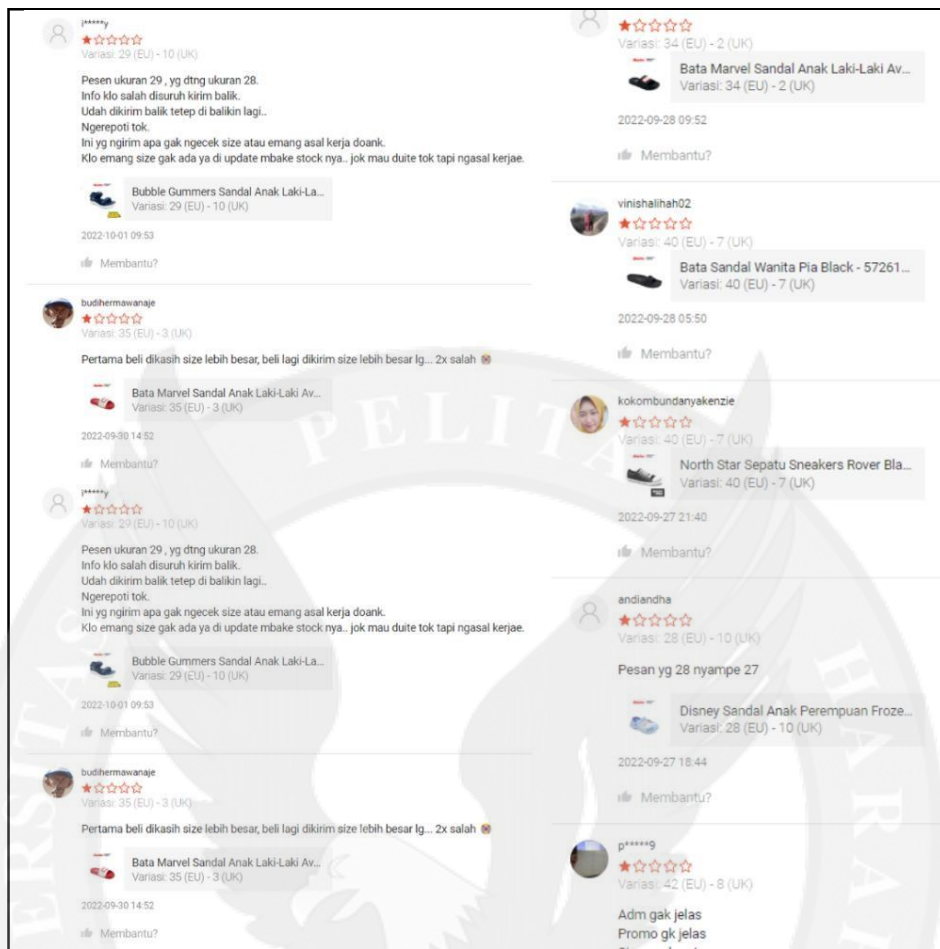 i*****y
Variasi: 29 (EU) - 10 (UK)
Pesen ukuran 29 , yg dtng ukuran 28.
Info klo salah disuruh kirim balik.
Udah dikirim balik tetep di balikin lagi..
Ngerepoti tok.
Ini yg ngirim apa gak ngecek size atau emang asal kerja doank.
Klo emang size gak ada ya di update mbake stock nya.. jok mau duite tok tapi ngasal kerjae.
Bubble Gummers Sandal Anak Laki-La...
Variasi: 29 (EU) - 10 (UK)
2022-10-01 09:53
Membantu?
budihermawanaje
Variasi: 35 (EU) - 3 (UK)
Pertama beli dikasih size lebih besar, beli lagi dikirim size lebih besar lg... 2x salah
Bata Marvel Sandal Anak Laki-Laki Av...
Variasi: 35 (EU) - 3 (UK)
2022-09-30 14:52
Membantu?
i*****y
Variasi: 29 (EU) - 10 (UK)
Pesen ukuran 29 , yg dtng ukuran 28.
Info klo salah disuruh kirim balik.
Udah dikirim balik tetep di balikin lagi..
Ngerepoti tok.
Ini yg ngirim apa gak ngecek size atau emang asal kerja doank.
Klo emang size gak ada ya di update mbake stock nya.. jok mau duite tok tapi ngasal kerjae.
Bubble Gummers Sandal Anak Laki-La...
Variasi: 29 (EU) - 10 (UK)
2022-10-01 09:53
Membantu?
budihermawanaje
Variasi: 35 (EU) - 3 (UK)
Pertama beli dikasih size lebih besar, beli lagi dikirim size lebih besar lg... 2x salah
Bata Marvel Sandal Anak Laki-Laki Av...
Variasi: 35 (EU) - 3 (UK)
2022-09-30 14:52
Membantu?
Variasi: 34 (EU) - 2 (UK)
Bata Marvel Sandal Anak Laki-Laki Av...
Variasi: 34 (EU) - 2 (UK)
2022-09-28 09:52
Membantu?
vinishalihah02
Variasi: 40 (EU) - 7 (UK)
Bata Sandal Wanita Pia Black - 57261...
Variasi: 40 (EU) - 7 (UK)
2022-09-28 05:50
Membantu?
kokombundanyakenzie
Variasi: 40 (EU) - 7 (UK)
North Star Sepatu Sneakers Rover Bla...
Variasi: 40 (EU) - 7 (UK)
2022-09-27 21:40
Membantu?
andiandha
Variasi: 28 (EU) - 10 (UK)
Pesan yg 28 nyampe 27
Disney Sandal Anak Perempuan Froze...
Variasi: 28 (EU) - 10 (UK)
2022-09-27 18:44
Membantu?
p*****9
Variasi: 42 (EU) - 8 (UK)
Adm gak jelas
Promo gk jelas
PELITA
HARA
ERSITAS